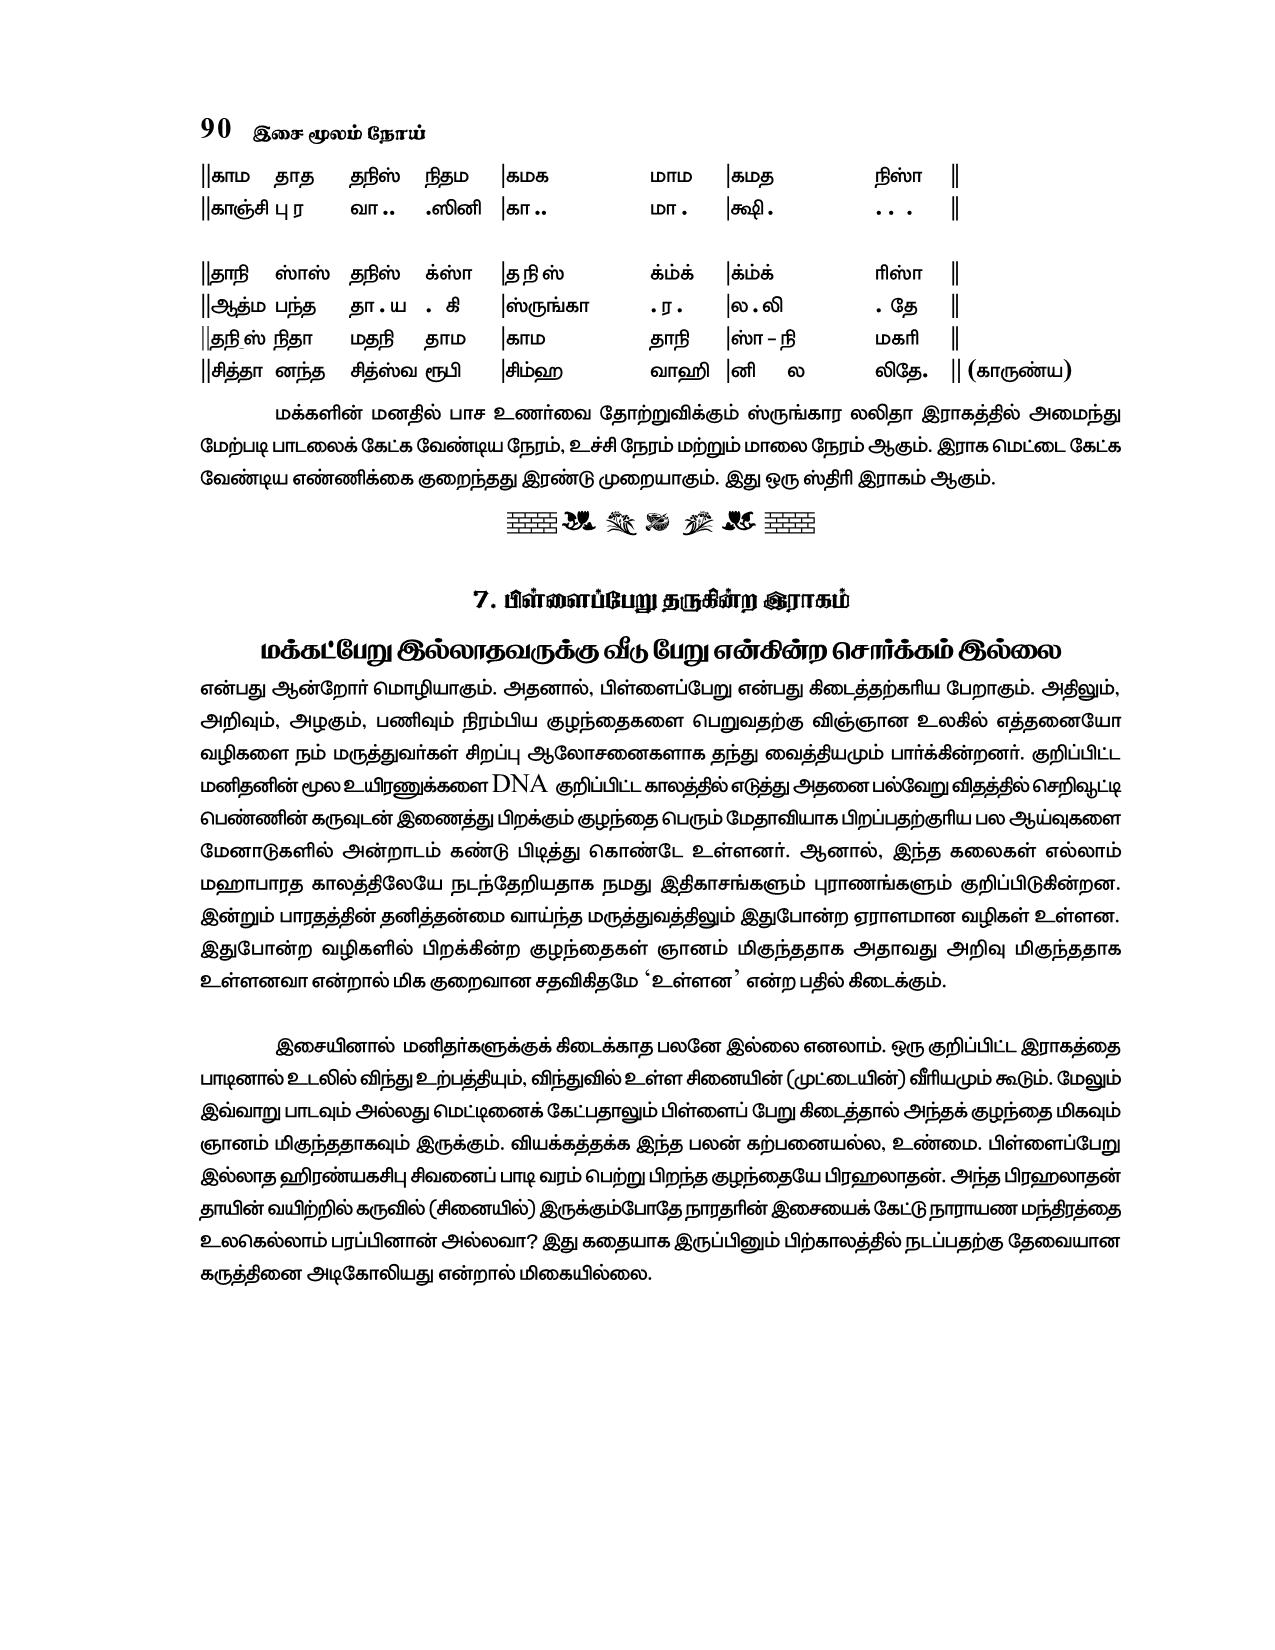 90 இசை மூலம் நோய்
||காம தாத தனிஸ் நிதம |கமக மாம |கமத நிஸா ||
||காஞ்சி பு ர வா . . .ஸினி |கா . . மா . |க்ஷி . . . . ||
||தாநி ஸ்ாஸ் தநிஸ் க்ஸா |த நி ஸ் க்ம்க் |க்ம்க் ரிஸா ||
||ஆத்ம பந்த தா . ய . கி |ஸ்ருங்கா . ர . |ல . லி . தே ||
||தநி ஸ் நிதா மதநி தாம |காம தாநி |ஸ்ா – நி மகரி ||
||சித்தா னந்த சித்ஸ்வ ரூபி |சிம்ஹ வாஹி |னி ல லிதே. || (காருண்ய)
மக்களின் மனதில் பாச உணர்வை தோற்றுவிக்கும் ஸ்ருங்கார லலிதா இராகத்தில் அமைந்து
மேற்படி பாடலைக் கேட்க வேண்டிய நேரம், உச்சி நேரம் மற்றும் மாலை நேரம் ஆகும். இராக மெட்டை கேட்க
வேண்டிய எண்ணிக்கை குறைந்தது இரண்டு முறையாகும். இது ஒரு ஸ்திரி இராகம் ஆகும்.
7. பிள்ளைப்பேறு தருகின்ற இராகம்
மக்கட்பேறு இல்லாதவருக்கு வீடு பேறு என்கின்ற சொர்க்கம் இல்லை
என்பது ஆன்றோர் மொழியாகும். அதனால், பிள்ளைப்பேறு என்பது கிடைத்தற்கரிய பேறாகும். அதிலும்,
அறிவும், அழகும், பணிவும் நிரம்பிய குழந்தைகளை பெறுவதற்கு விஞ்ஞான உலகில் எத்தனையோ
வழிகளை நம் மருத்துவர்கள் சிறப்பு ஆலோசனைகளாக தந்து வைத்தியமும் பார்க்கின்றனர். குறிப்பிட்ட
மனிதனின் மூல உயிரணுக்களை DNA குறிப்பிட்ட காலத்தில் எடுத்து அதனை பல்வேறு விதத்தில் செறிவூட்டி
பெண்ணின் கருவுடன் இணைத்து பிறக்கும் குழந்தை பெரும் மேதாவியாக பிறப்பதற்குரிய பல ஆய்வுகளை
மேனாடுகளில் அன்றாடம் கண்டு பிடித்து கொண்டே உள்ளனர். ஆனால், இந்த கலைகள் எல்லாம்
மஹாபாரத காலத்திலேயே நடந்தேறியதாக நமது இதிகாசங்களும் புராணங்களும் குறிப்பிடுகின்றன.
இன்றும் பாரதத்தின் தனித்தன்மை வாய்ந்த மருத்துவத்திலும் இதுபோன்ற ஏராளமான வழிகள் உள்ளன.
இதுபோன்ற வழிகளில் பிறக்கின்ற குழந்தைகள் ஞானம் மிகுந்ததாக அதாவது அறிவு மிகுந்ததாக
உள்ளனவா என்றால் மிக குறைவான சதவிகிதமே ‘உள்ளன’ என்ற பதில் கிடைக்கும்.
இசையினால் மனிதர்களுக்குக் கிடைக்காத பலனே இல்லை எனலாம். ஒரு குறிப்பிட்ட இராகத்தை
பாடினால் உடலில் விந்து உற்பத்தியும், விந்துவில் உள்ள சினையின் (முட்டையின்) வீரியமும் கூடும். மேலும்
இவ்வாறு பாடவும் அல்லது மெட்டினைக் கேட்பதாலும் பிள்ளைப் பேறு கிடைத்தால் அந்தக் குழந்தை மிகவும்
ஞானம் மிகுந்ததாகவும் இருக்கும். வியக்கத்தக்க இந்த பலன் கற்பனையல்ல, உண்மை. பிள்ளைப்பேறு
இல்லாத ஹிரண்யகசிபு சிவனைப் பாடி வரம் பெற்று பிறந்த குழந்தையே பிரஹலாதன். அந்த பிரஹலாதன்
தாயின் வயிற்றில் கருவில் (சினையில்) இருக்கும்போதே நாரதரின் இசையைக் கேட்டு நாராயண மந்திரத்தை
உலகெல்லாம் பரப்பினான் அல்லவா? இது கதையாக இருப்பினும் பிற்காலத்தில் நடப்பதற்கு தேவையான
கருத்தினை அடிகோலியது என்றால் மிகையில்லை.